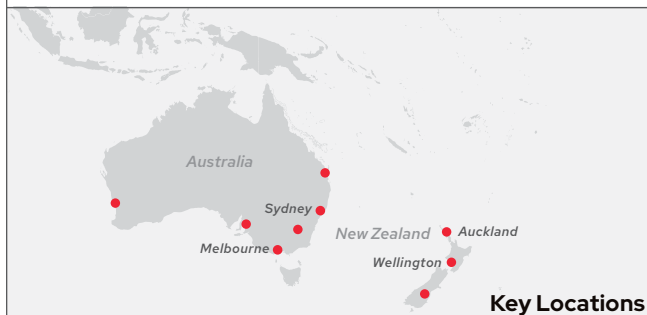 Australia
Sydney
New Zealand
Auckland
Melbourne
Wellington
Key Locations